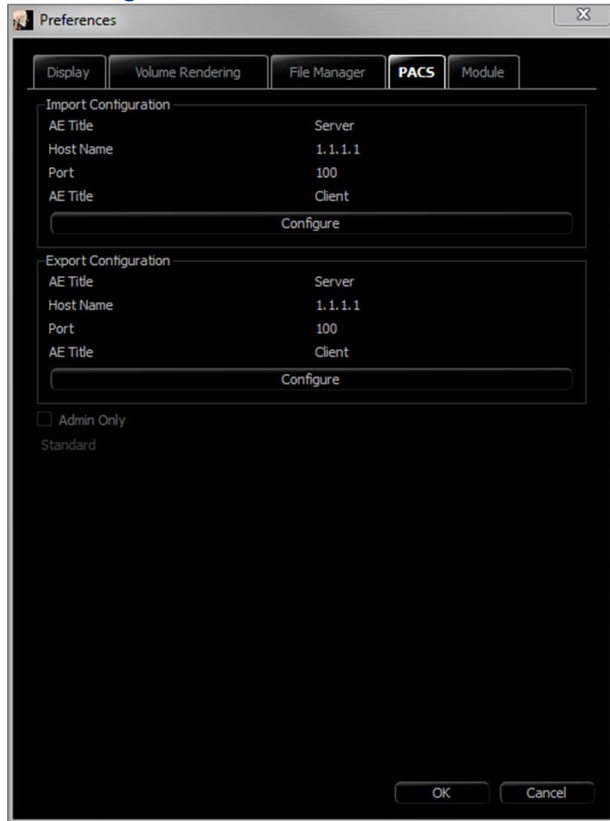 Preferences
Display Volume Rendering File Manager PACS Module
Import Configuration
AE Title Server
Host Name 1.1.1.1
Port 100
AE Title Client
Configure
Export Configuration
AE Title Server
Host Name 1.1.1.1
Port 100
AE Title Client
Configure
Admin Only
Standard
OK Cancel